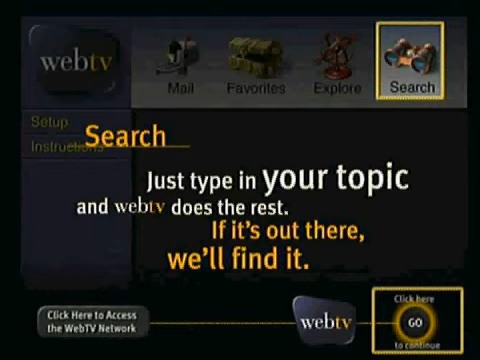 webtv
Mail
Favorites
Explore
Search
Setup
Instructions
Search
Just type in your topic
and webtv does the rest.
If it's out there,
we'll find it.
Click Here to Access
the WebTV Network
webtv
Click here
GO
to continue